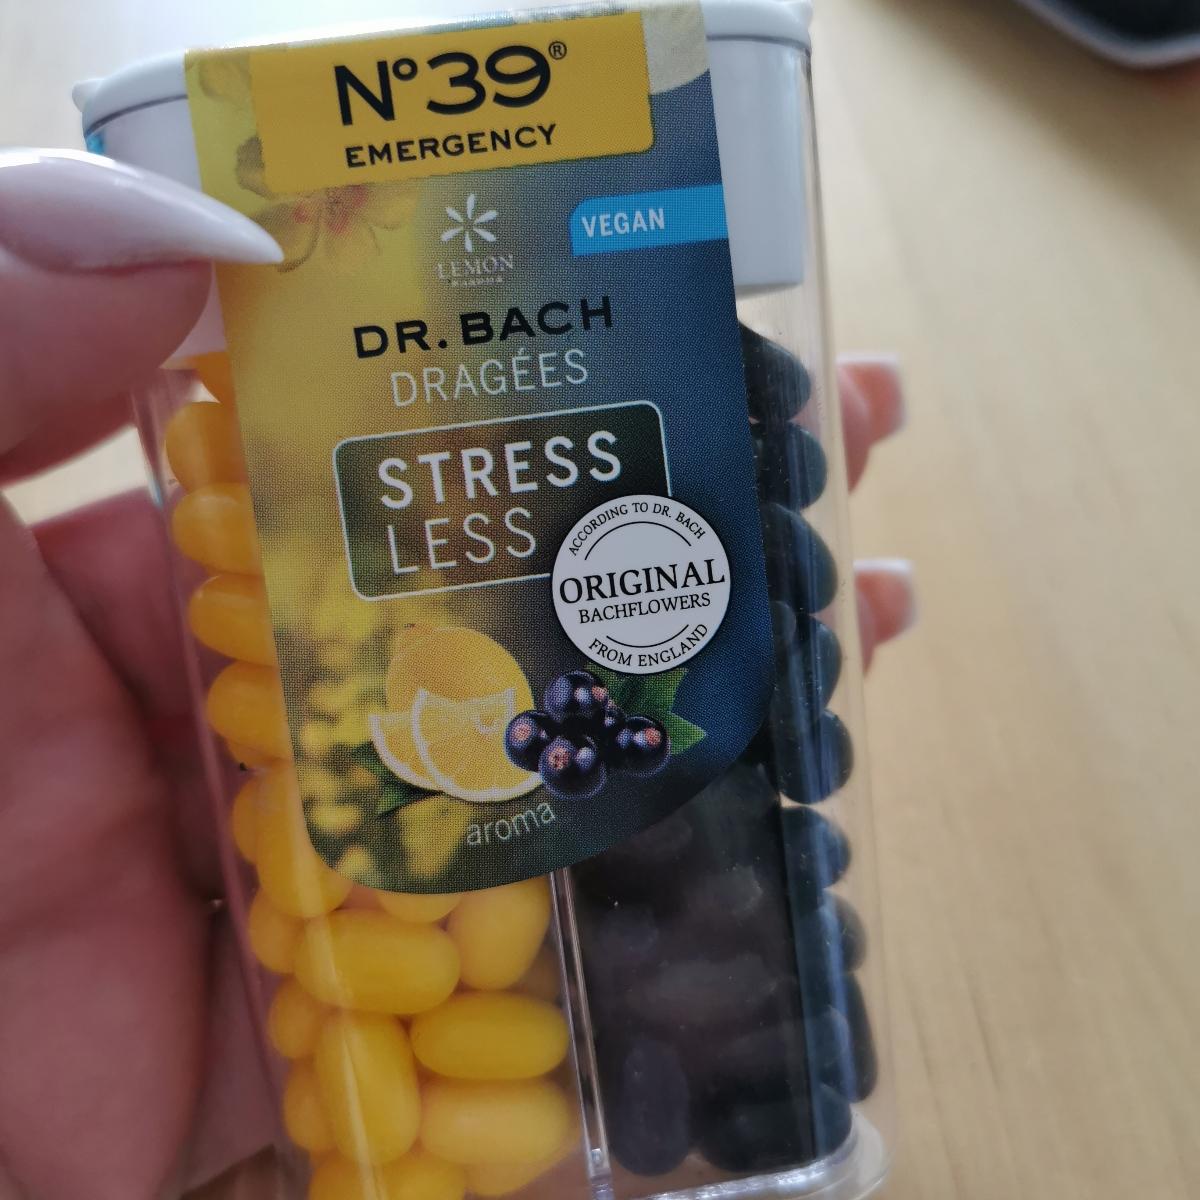 N°39®
EMERGENCY
VEGAN
LEMON
DR. BACH
DRAGÉES
STRESS
LESS
ACCORDING TO DR. BACH
ORIGINAL
BACHFLOWERS
FROM ENGLAND
aroma